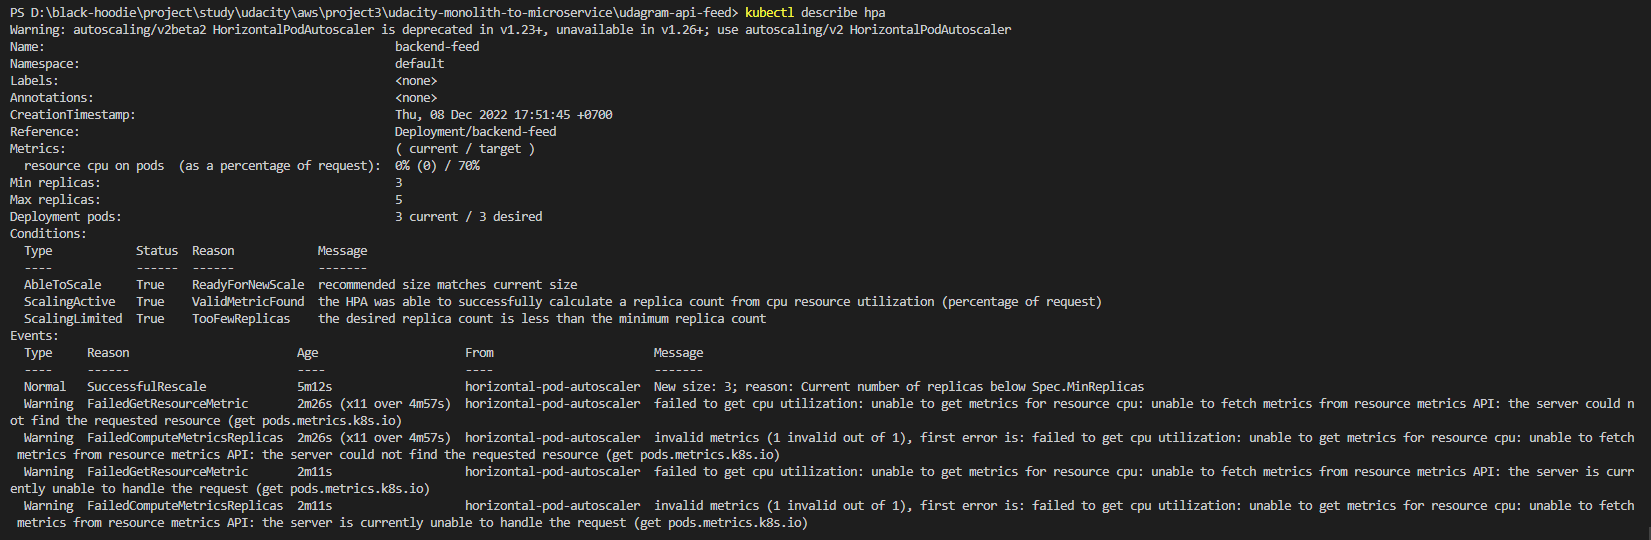 PS D:\black-hoodie\project\study\udacity\aws\project3\udacity-monolith-to-microservice\udagram-api-feed> kubectl describe hpa
Warning: autoscaling/v2beta2 HorizontalPodAutoscaler is deprecated in v1.23+, unavailable in v1.26+; use autoscaling/v2 HorizontalPodAutoscaler
Name:                                                  backend-feed
Namespace:                                             default
Labels:                                                <none>
Annotations:                                           <none>
CreationTimestamp:                                     Thu, 08 Dec 2022 17:51:45 +0700
Reference:                                             Deployment/backend-feed
Metrics:                                               ( current / target )
  resource cpu on pods  (as a percentage of request):  0% (0) / 70%
Min replicas:                                          3
Max replicas:                                          5
Deployment pods:                                       3 current / 3 desired
Conditions:
  Type            Status  Reason            Message
  ----            ------  ------            -------
  AbleToScale     True    ReadyForNewScale  recommended size matches current size
  ScalingActive   True    ValidMetricFound  the HPA was able to successfully calculate a replica count from cpu resource utilization (percentage of request)
  ScalingLimited  True    TooFewReplicas    the desired replica count is less than the minimum replica count
Events:
  Type     Reason                        Age                     From                       Message
  ----     ------                        ----                    ----                       -------
  Normal   SuccessfulRescale             5m12s                   horizontal-pod-autoscaler  New size: 3; reason: Current number of replicas below Spec.MinReplicas
  Warning  FailedGetResourceMetric       2m26s (x11 over 4m57s)  horizontal-pod-autoscaler  failed to get cpu utilization: unable to get metrics for resource cpu: unable to fetch metrics from resource metrics API: the server could n
ot find the requested resource (get pods.metrics.k8s.io)
  Warning  FailedComputeMetricsReplicas  2m26s (x11 over 4m57s)  horizontal-pod-autoscaler  invalid metrics (1 invalid out of 1), first error is: failed to get cpu utilization: unable to get metrics for resource cpu: unable to fetch
 metrics from resource metrics API: the server could not find the requested resource (get pods.metrics.k8s.io)
  Warning  FailedGetResourceMetric       2m11s                   horizontal-pod-autoscaler  failed to get cpu utilization: unable to get metrics for resource cpu: unable to fetch metrics from resource metrics API: the server is curr
ently unable to handle the request (get pods.metrics.k8s.io)
  Warning  FailedComputeMetricsReplicas  2m11s                   horizontal-pod-autoscaler  invalid metrics (1 invalid out of 1), first error is: failed to get cpu utilization: unable to get metrics for resource cpu: unable to fetch
 metrics from resource metrics API: the server is currently unable to handle the request (get pods.metrics.k8s.io)